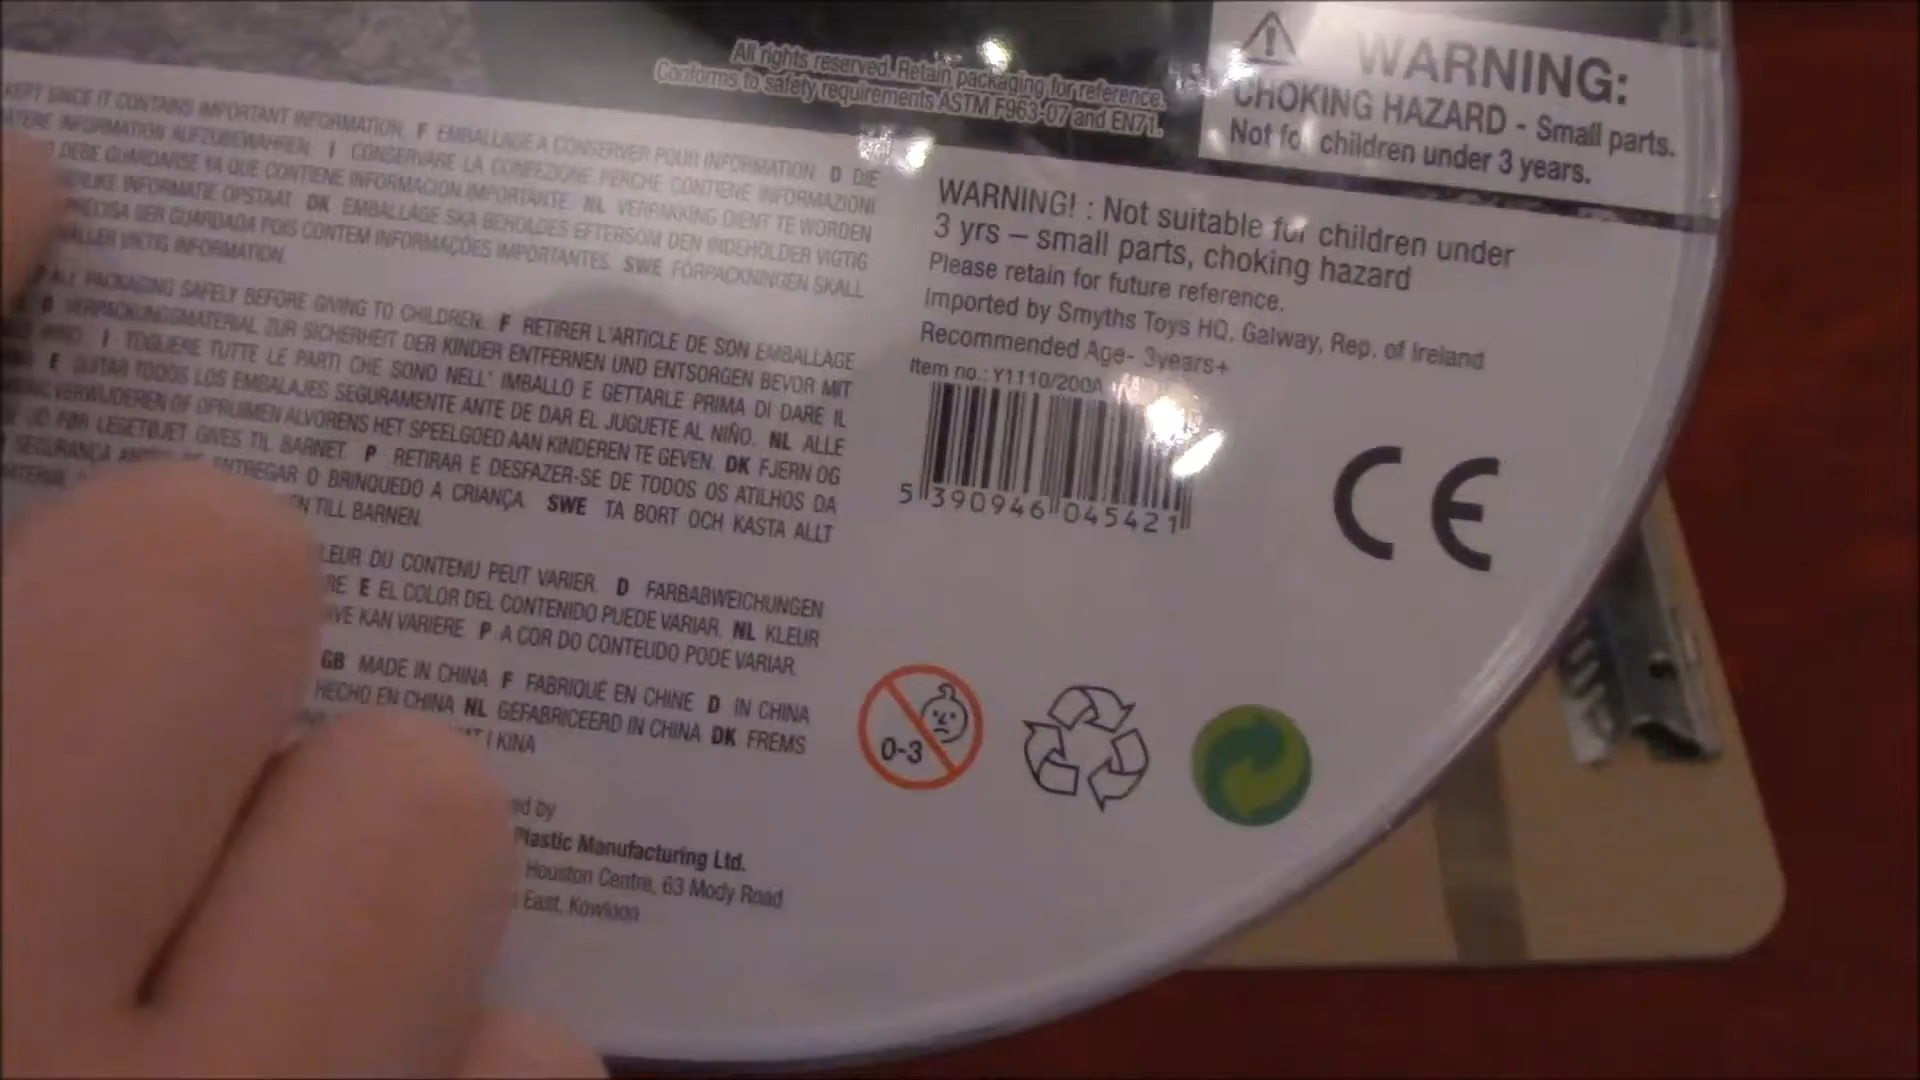 All rights reserved. Retain packaging for reference.
Conforms to safety requirements ASTM F963-07 and EN71.
WARNING:
CHOKING HAZARD - Small parts.
Not for children under 3 years.
KEPT SINCE IT CONTAINS IMPORTANT INFORMATION. F EMBALLAGE A CONSERVER POUR INFORMATION D DIE
INFORMATION AUFZUBEWAHREN. I CONSERVARE LA CONFEZIONE PERCHE CONTIENE INFORMAZIONI
DEBE GUARDARSE YA QUE CONTIENE INFORMACION IMPORTANTE. NL VERPAKKING DIENT TE WORDEN
INFORMATIE OPSTAAT DK EMBALLAGE SKA BEHOLDES EFTERSOM DEN INDEHOLDER VIGTIG
PRECISA SER GUARDADA POIS CONTEM INFORMAÇÕES IMPORTANTES. SWE FÖRPACKNINGEN SKALL
VIKTIG INFORMATION.
ALL PACKAGING SAFELY BEFORE GIVING TO CHILDREN. F RETIRER L'ARTICLE DE SON EMBALLAGE
D VERPACKUNGSMATERIAL ZUR SICHERHEIT DER KINDER ENTFERNEN UND ENTSORGEN BEVOR MIT
I TOGLIERE TUTTE LE PARTI CHE SONO NELL' IMBALLO E GETTARLE PRIMA DI DARE IL
E QUITAR TODOS LOS EMBALAJES SEGURAMENTE ANTE DE DAR EL JUGUETE AL NIÑO. NL ALLE
VERWIJDEREN OF OPRUIMEN ALVORENS HET SPEELGOED AAN KINDEREN TE GEVEN. DK FJERN OG
UD FØR LEGETØJET GIVES TIL BARNET. P RETIRAR E DESFAZER-SE DE TODOS OS ATILHOS DA
SEGURANÇA ENTREGAR O BRINQUEDO A CRIANÇA. SWE TA BORT OCH KASTA ALLT
MATERIAL TILL BARNEN.
DU CONTENU PEUT VARIER. D FARBABWEICHUNGEN
E EL COLOR DEL CONTENIDO PUEDE VARIAR. NL KLEUR
KAN VARIERE. P A COR DO CONTEUDO PODE VARIAR.
GB MADE IN CHINA F FABRIQUÉ EN CHINE D IN CHINA
HECHO EN CHINA NL GEFABRICEERD IN CHINA DK FREMS
I KINA
by
Plastic Manufacturing Ltd.
Houston Centre, 63 Mody Road
East, Kowloon
WARNING! : Not suitable for children under
3 yrs – small parts, choking hazard
Please retain for future reference.
Imported by Smyths Toys HQ, Galway, Rep. of Ireland
Recommended Age- 3years+
Item no.: Y1110/200A
5 390946 045421
CE
0-3